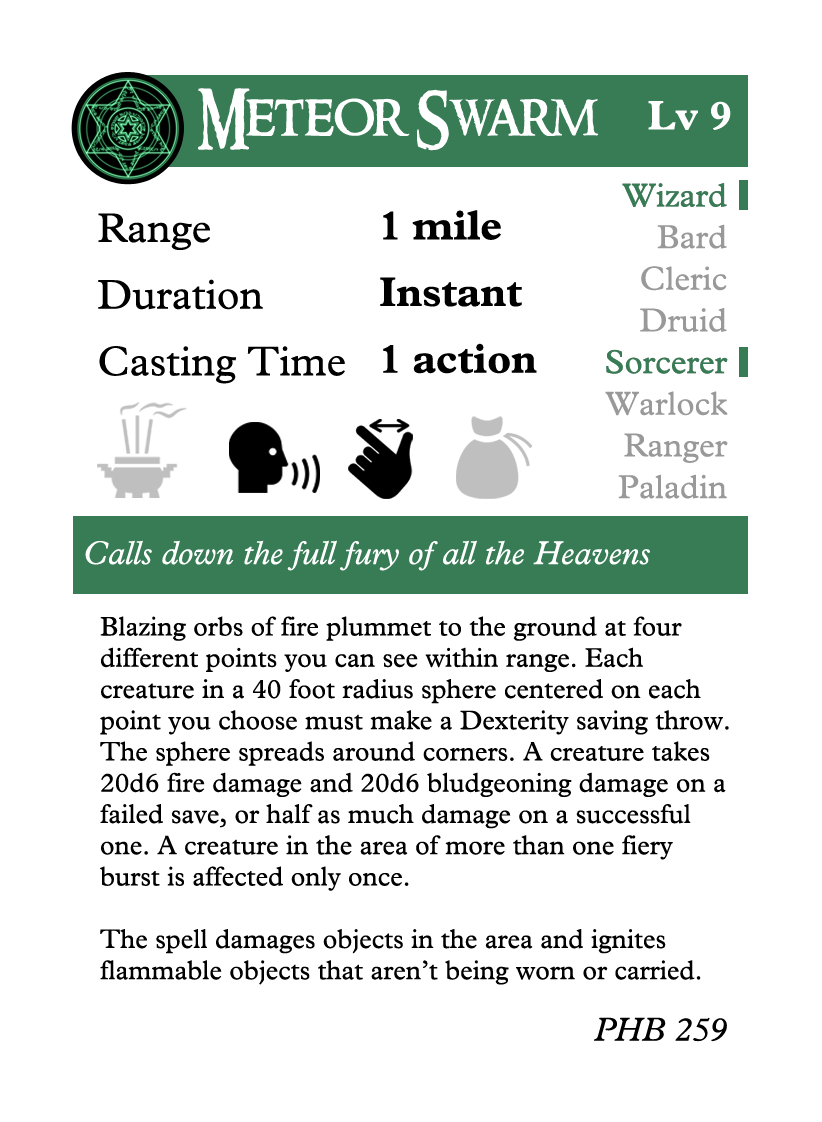 METEOR SWARM Lv 9
Range 1 mile
Duration Instant
Casting Time 1 action
Wizard
Bard
Cleric
Druid
Sorcerer
Warlock
Ranger
Paladin
Calls down the full fury of all the Heavens
Blazing orbs of fire plummet to the ground at four
different points you can see within range. Each
creature in a 40 foot radius sphere centered on each
point you choose must make a Dexterity saving throw.
The sphere spreads around corners. A creature takes
20d6 fire damage and 20d6 bludgeoning damage on a
failed save, or half as much damage on a successful
one. A creature in the area of more than one fiery
burst is affected only once.
The spell damages objects in the area and ignites
flammable objects that aren’t being worn or carried.
PHB 259